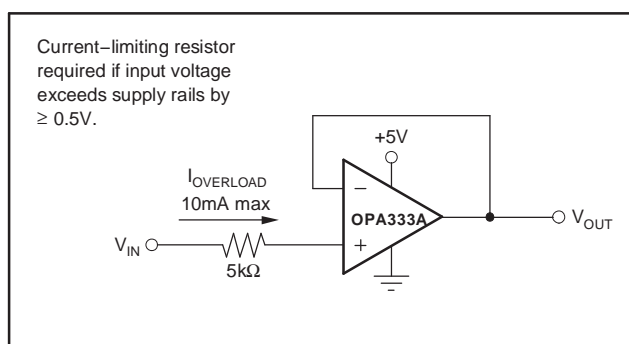 Current−limiting resistor
required if input voltage
exceeds supply rails by
≥ 0.5V.
+5V
IOVERLOAD
10mA max
−
OPA333A
VOUT
VIN
+
5kΩ